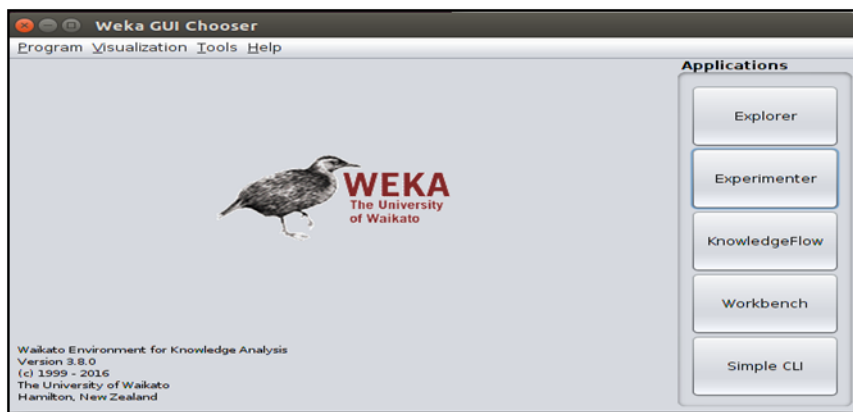 Weka GUI Chooser
Program Visualization Tools Help
Applications
Explorer
Experimenter
KnowledgeFlow
Workbench
Simple CLI
WEKA
The University
of Waikato
Waikato Environment for Knowledge Analysis
Version 3.8.0
(c) 1999 - 2016
The University of Waikato
Hamilton, New Zealand